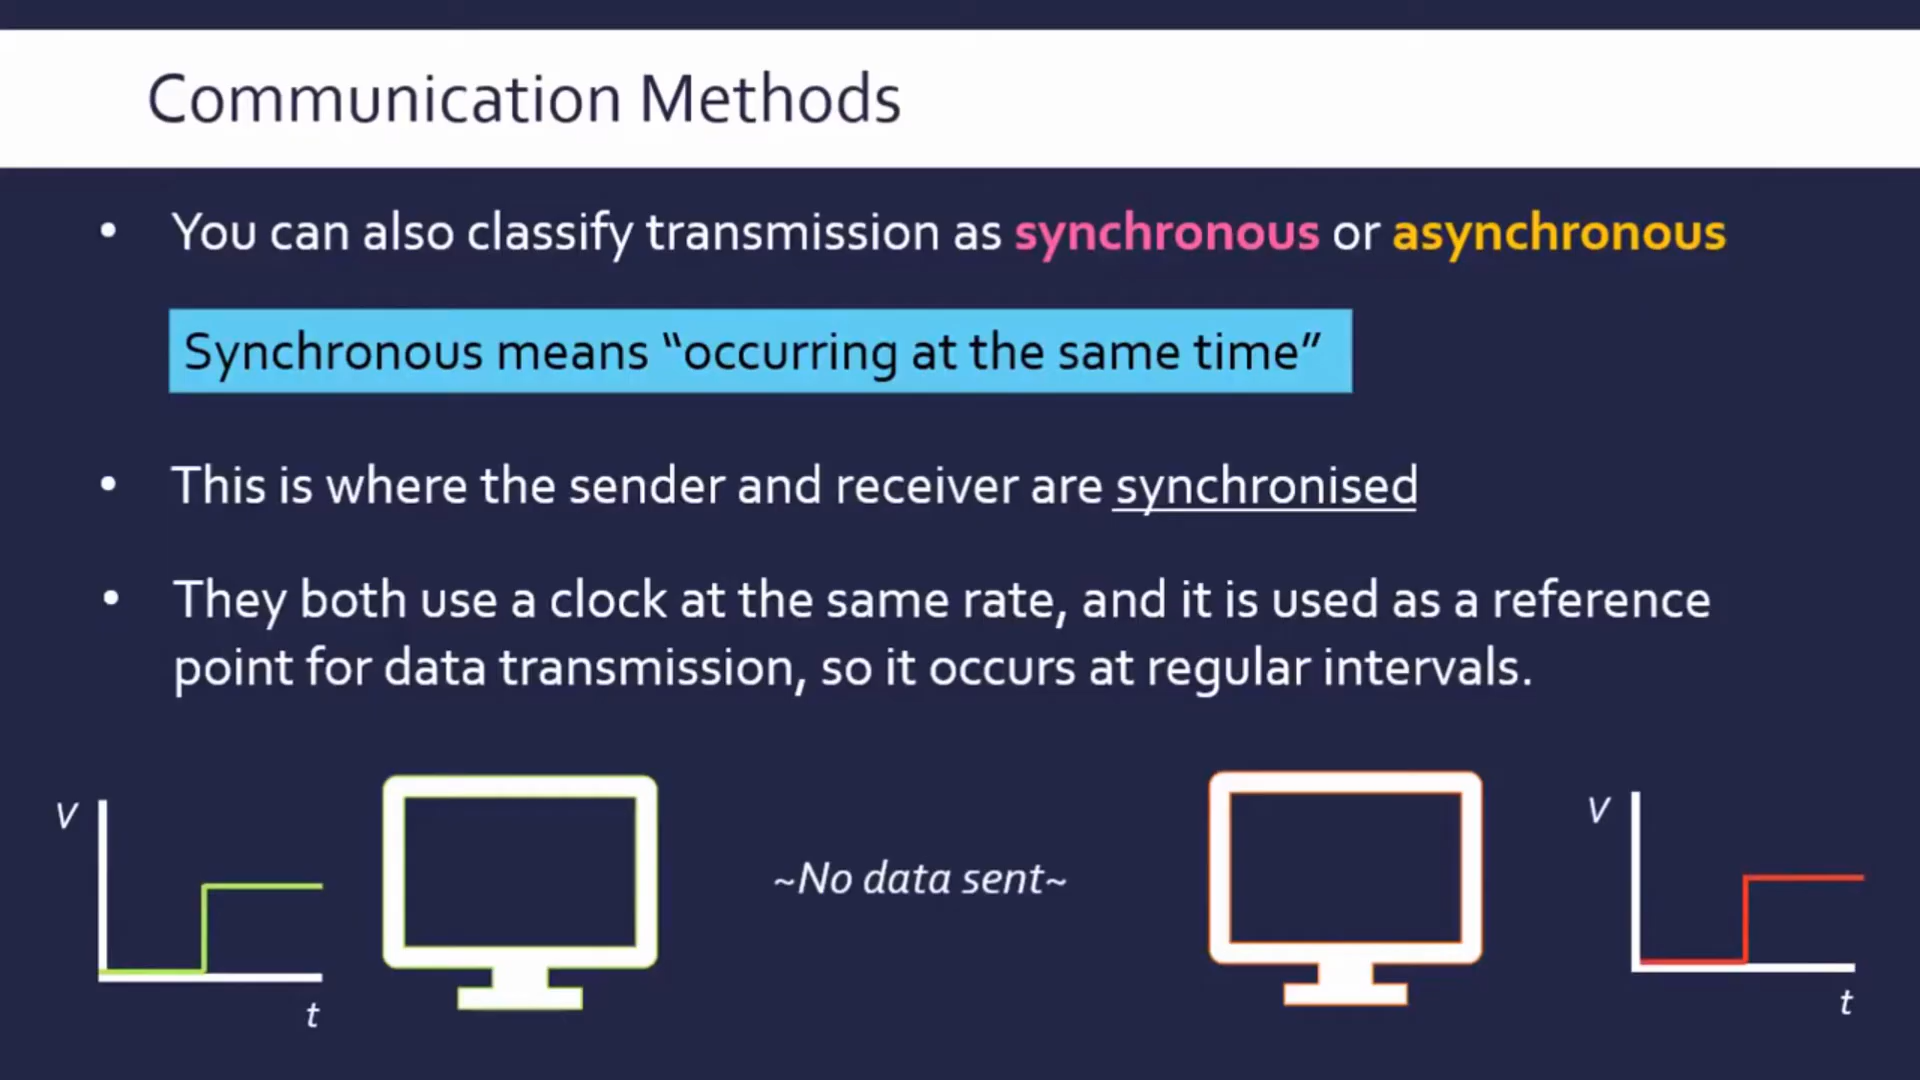 Communication Methods
• You can also classify transmission as synchronous or asynchronous
Synchronous means “occurring at the same time”
• This is where the sender and receiver are synchronised
• They both use a clock at the same rate, and it is used as a reference
point for data transmission, so it occurs at regular intervals.
V
~No data sent~
V
t
t